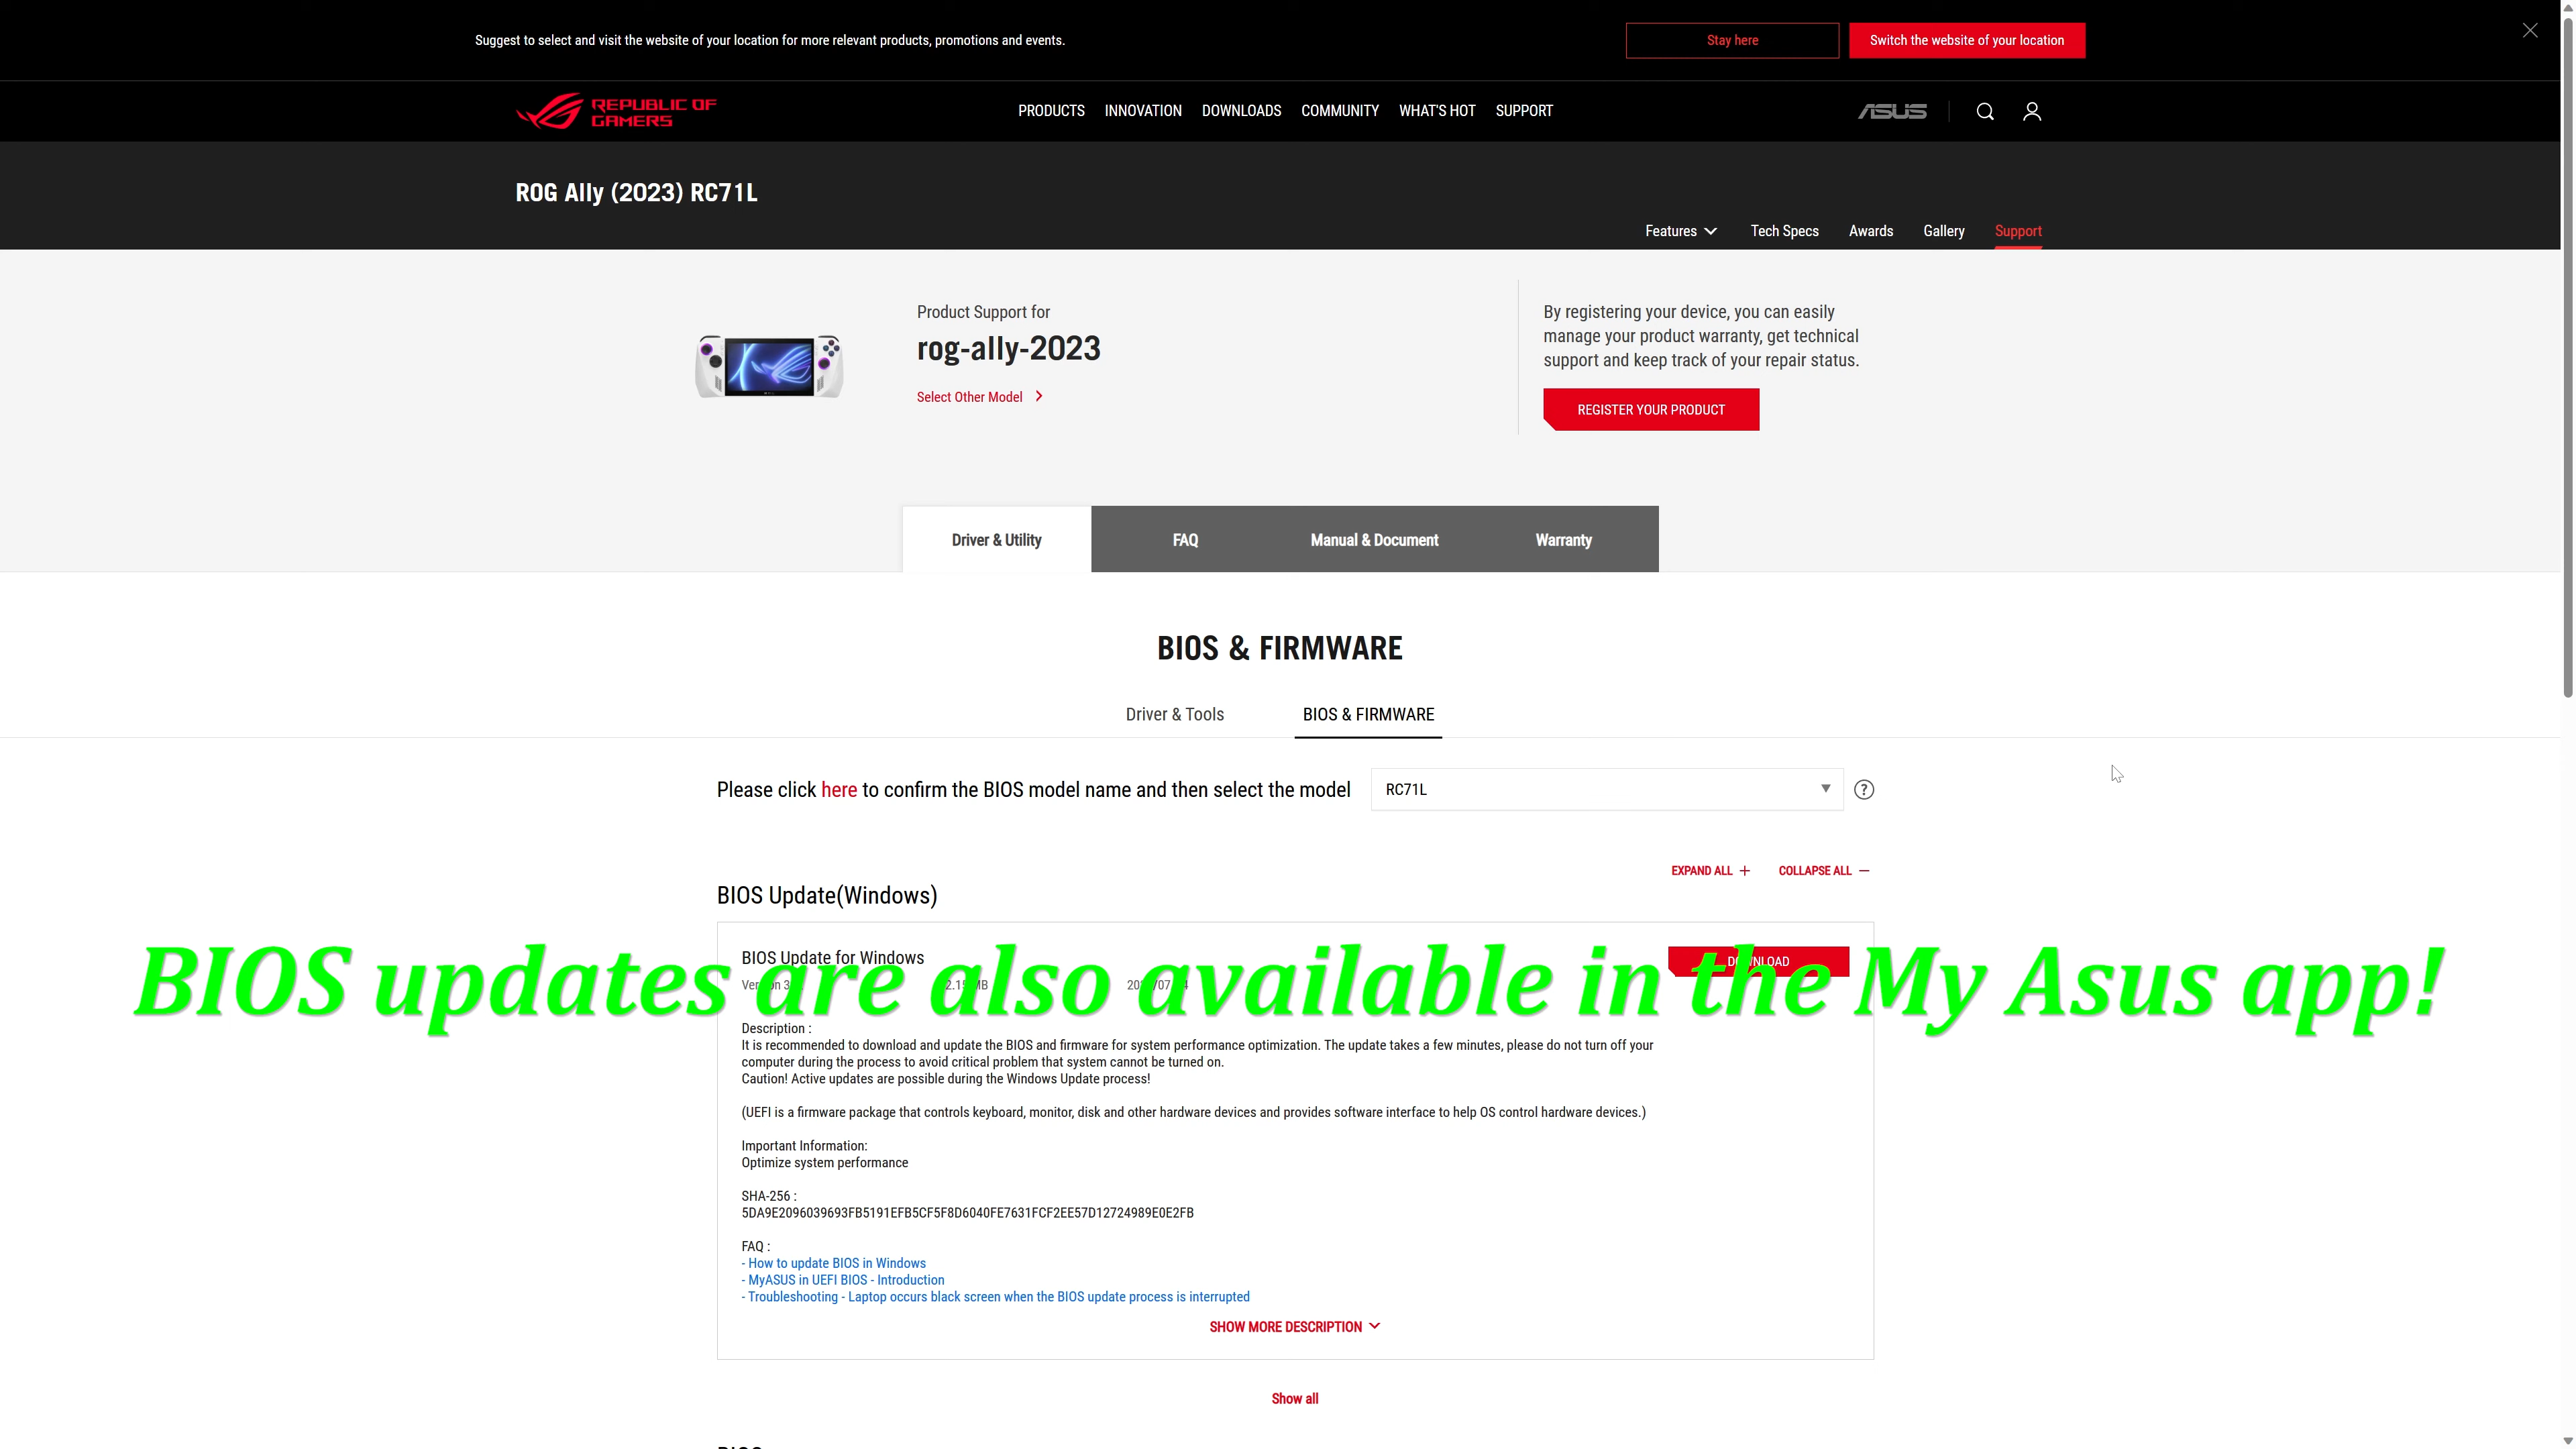 Suggest to select and visit the website of your location for more relevant products, promotions and events.
Stay here
Switch the website of your location
REPUBLIC OF
GAMERS
PRODUCTS INNOVATION DOWNLOADS COMMUNITY WHAT'S HOT SUPPORT
ASUS
ROG Ally (2023) RC71L
Features Tech Specs Awards Gallery Support
Product Support for
rog-ally-2023
Select Other Model
By registering your device, you can easily
manage your product warranty, get technical
support and keep track of your repair status.
REGISTER YOUR PRODUCT
Driver & Utility FAQ Manual & Document Warranty
BIOS & FIRMWARE
Driver & Tools BIOS & FIRMWARE
Please click here to confirm the BIOS model name and then select the model RC71L ?
EXPAND ALL + COLLAPSE ALL −
BIOS Update(Windows)
BIOS Update for Windows
DOWNLOAD
BIOS updates are also available in the My Asus app!
Description :
It is recommended to download and update the BIOS and firmware for system performance optimization. The update takes a few minutes, please do not turn off your
computer during the process to avoid critical problem that system cannot be turned on.
Caution! Active updates are possible during the Windows Update process!
(UEFI is a firmware package that controls keyboard, monitor, disk and other hardware devices and provides software interface to help OS control hardware devices.)
Important Information:
Optimize system performance
SHA-256 :
5DA9E2096039693FB5191EFB5CF5F8D6040FE7631FCF2EE57D12724989E0E2FB
FAQ :
- How to update BIOS in Windows
- MyASUS in UEFI BIOS - Introduction
- Troubleshooting - Laptop occurs black screen when the BIOS update process is interrupted
SHOW MORE DESCRIPTION
Show all